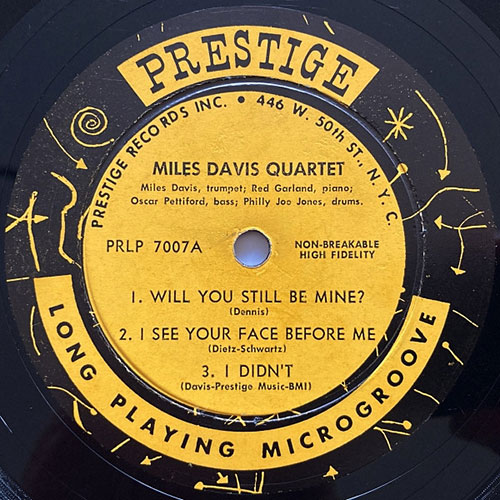 PRESTIGE
PRESTIGE RECORDS INC. • 446 W. 50th ST., N. Y. C.
MILES DAVIS QUARTET
Miles Davis, trumpet; Red Garland, piano;
Oscar Pettiford, bass; Philly Joe Jones, drums.
PRLP 7007A
NON-BREAKABLE
HIGH FIDELITY
1. WILL YOU STILL BE MINE?
(Dennis)
2. I SEE YOUR FACE BEFORE ME
(Dietz-Schwartz)
3. I DIDN'T
(Davis-Prestige Music-BMI)
LONG PLAYING MICROGROOVE